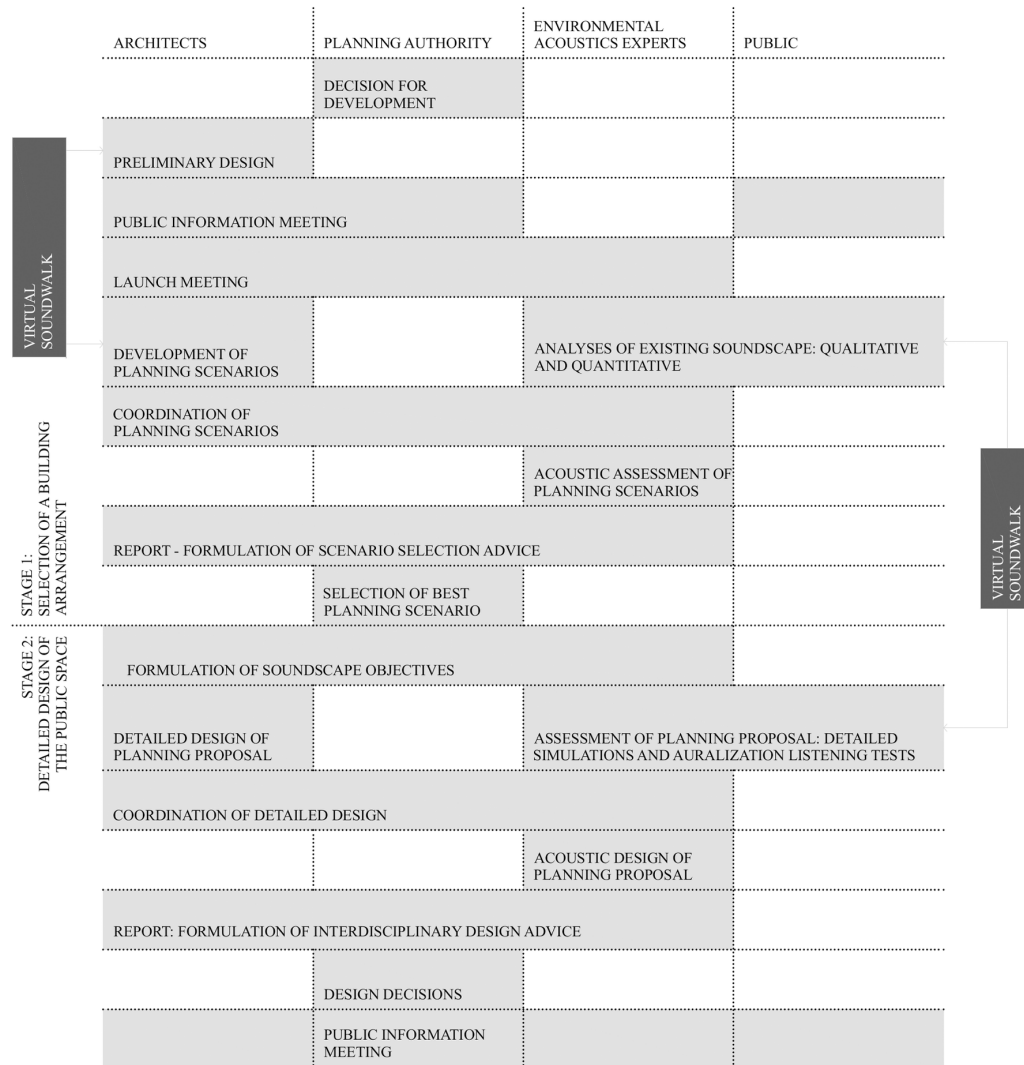 ARCHITECTS
PLANNING AUTHORITY
ENVIRONMENTAL
ACOUSTICS EXPERTS
PUBLIC
DECISION FOR
DEVELOPMENT
PRELIMINARY DESIGN
PUBLIC INFORMATION MEETING
LAUNCH MEETING
VIRTUAL
SOUNDWALK
DEVELOPMENT OF
PLANNING SCENARIOS
ANALYSES OF EXISTING SOUNDSCAPE: QUALITATIVE
AND QUANTITATIVE
COORDINATION OF
PLANNING SCENARIOS
ACOUSTIC ASSESSMENT OF
PLANNING SCENARIOS
REPORT - FORMULATION OF SCENARIO SELECTION ADVICE
SELECTION OF BEST
PLANNING SCENARIO
STAGE 1:
SELECTION OF A BUILDING
ARRANGEMENT
VIRTUAL
SOUNDWALK
STAGE 2:
DETAILED DESIGN OF
THE PUBLIC SPACE
FORMULATION OF SOUNDSCAPE OBJECTIVES
DETAILED DESIGN OF
PLANNING PROPOSAL
ASSESSMENT OF PLANNING PROPOSAL: DETAILED
SIMULATIONS AND AURALIZATION LISTENING TESTS
COORDINATION OF DETAILED DESIGN
ACOUSTIC DESIGN OF
PLANNING PROPOSAL
REPORT: FORMULATION OF INTERDISCIPLINARY DESIGN ADVICE
DESIGN DECISIONS
PUBLIC INFORMATION
MEETING